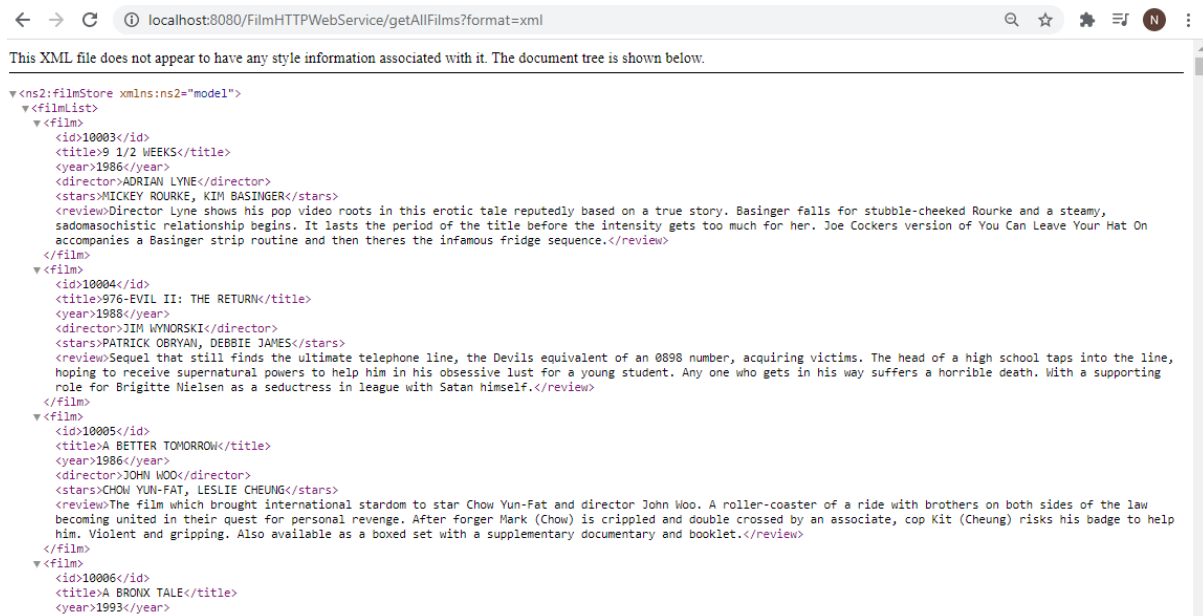 localhost:8080/FilmHTTPWebService/getAllFilms?format=xml
N
This XML file does not appear to have any style information associated with it. The document tree is shown below.
▼<ns2:filmStore xmlns:ns2="model">
▼<filmList>
▼<film>
<id>10003</id>
<title>9 1/2 WEEKS</title>
<year>1986</year>
<director>ADRIAN LYNE</director>
<stars>MICKEY ROURKE, KIM BASINGER</stars>
<review>Director Lyne shows his pop video roots in this erotic tale reputedly based on a true story. Basinger falls for stubble-cheeked Rourke and a steamy,
sadomasochistic relationship begins. It lasts the period of the title before the intensity gets too much for her. Joe Cockers version of You Can Leave Your Hat On
accompanies a Basinger strip routine and then theres the infamous fridge sequence.</review>
</film>
▼<film>
<id>10004</id>
<title>976-EVIL II: THE RETURN</title>
<year>1988</year>
<director>JIM WYNORSKI</director>
<stars>PATRICK OBRYAN, DEBBIE JAMES</stars>
<review>Sequel that still finds the ultimate telephone line, the Devils equivalent of an 0898 number, acquiring victims. The head of a high school taps into the line,
hoping to receive supernatural powers to help him in his obsessive lust for a young student. Any one who gets in his way suffers a horrible death. With a supporting
role for Brigitte Nielsen as a seductress in league with Satan himself.</review>
</film>
▼<film>
<id>10005</id>
<title>A BETTER TOMORROW</title>
<year>1986</year>
<director>JOHN WOO</director>
<stars>CHOW YUN-FAT, LESLIE CHEUNG</stars>
<review>The film which brought international stardom to star Chow Yun-Fat and director John Woo. A roller-coaster of a ride with brothers on both sides of the law
becoming united in their quest for personal revenge. After forger Mark (Chow) is crippled and double crossed by an associate, cop Kit (Cheung) risks his badge to help
him. Violent and gripping. Also available as a boxed set with a supplementary documentary and booklet.</review>
</film>
▼<film>
<id>10006</id>
<title>A BRONX TALE</title>
<year>1993</year>